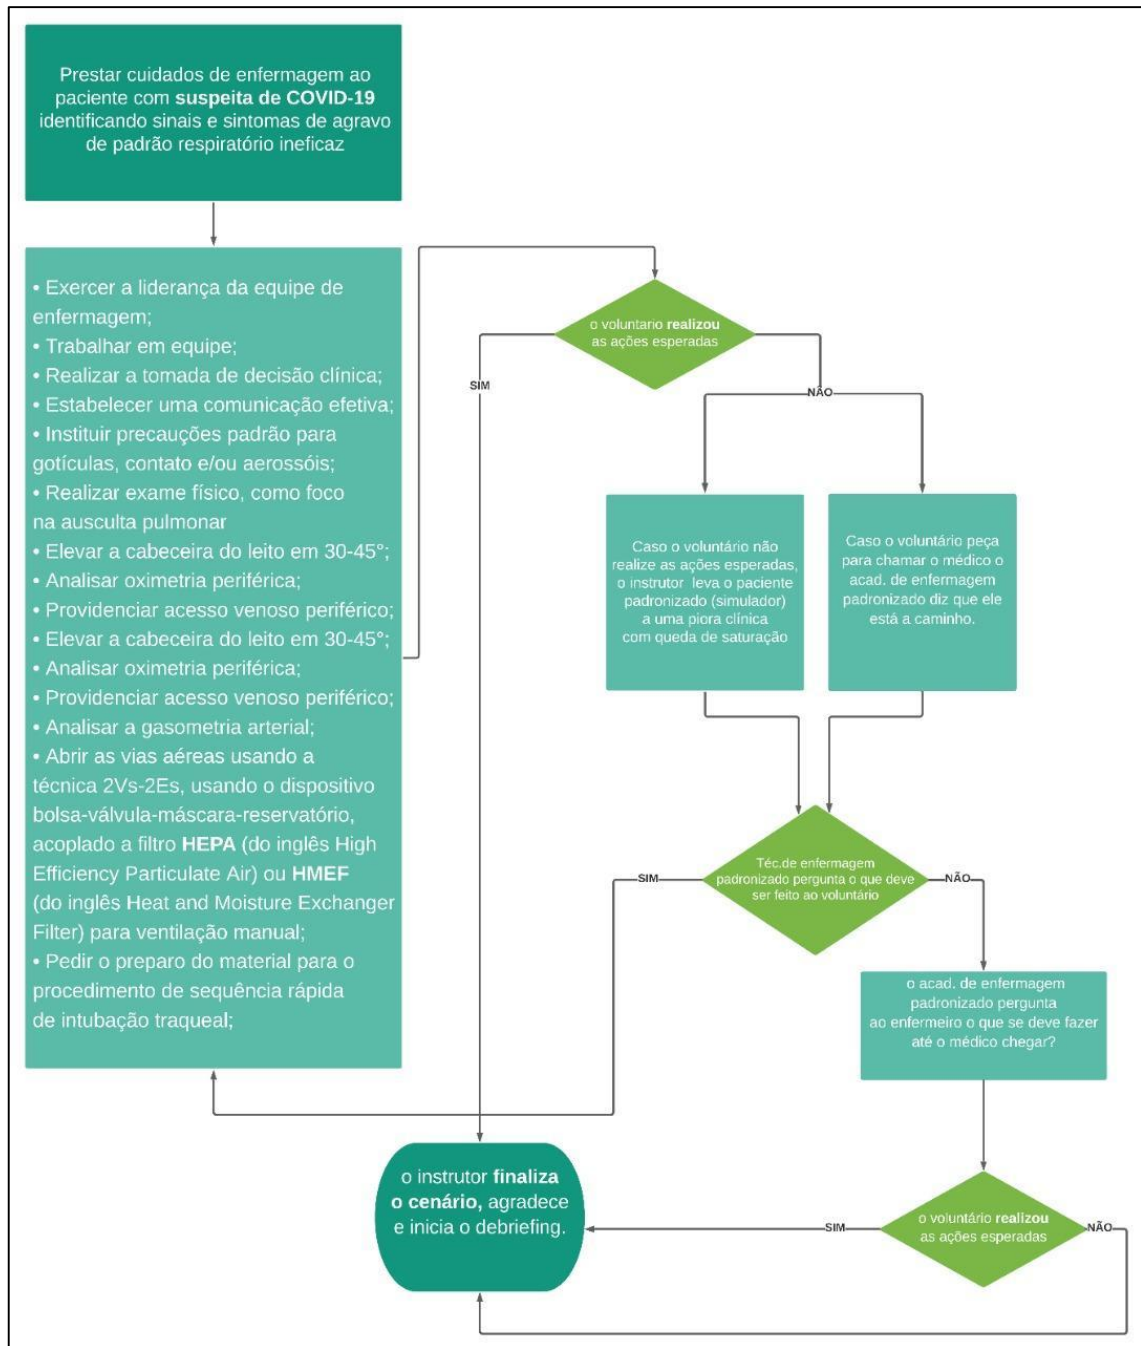 Prestar cuidados de enfermagem ao
paciente com suspeita de COVID-19
identificando sinais e sintomas de agravo
de padrão respiratório ineficaz
• Exercer a liderança da equipe de
enfermagem;
• Trabalhar em equipe;
• Realizar a tomada de decisão clínica;
• Estabelecer uma comunicação efetiva;
• Instituir precauções padrão para
gotículas, contato e/ou aerossóis;
• Realizar exame físico, como foco
na ausculta pulmonar
• Elevar a cabeceira do leito em 30-45°;
• Analisar oximetria periférica;
• Providenciar acesso venoso periférico;
• Elevar a cabeceira do leito em 30-45°;
• Analisar oximetria periférica;
• Providenciar acesso venoso periférico;
• Analisar a gasometria arterial;
• Abrir as vias aéreas usando a
técnica 2Vs-2Es, usando o dispositivo
bolsa-válvula-máscara-reservatório,
acoplado a filtro HEPA (do inglês High
Efficiency Particulate Air) ou HMEF
(do inglês Heat and Moisture Exchanger
Filter) para ventilação manual;
• Pedir o preparo do material para o
procedimento de sequência rápida
de intubação traqueal;
o voluntario realizou
as ações esperadas
SIM
NÃO
Caso o voluntário não
realize as ações esperadas,
o instrutor leva o paciente
padronizado (simulador)
a uma piora clínica
com queda de saturação
Caso o voluntário peça
para chamar o médico o
acad. de enfermagem
padronizado diz que ele
está a caminho.
Téc.de enfermagem
padronizado pergunta o que deve
ser feito ao voluntário
SIM
NÃO
o acad. de enfermagem
padronizado pergunta
ao enfermeiro o que se deve fazer
até o médico chegar?
o voluntário realizou
as ações esperadas
SIM
NÃO
o instrutor finaliza
o cenário, agradece
e inicia o debriefing.